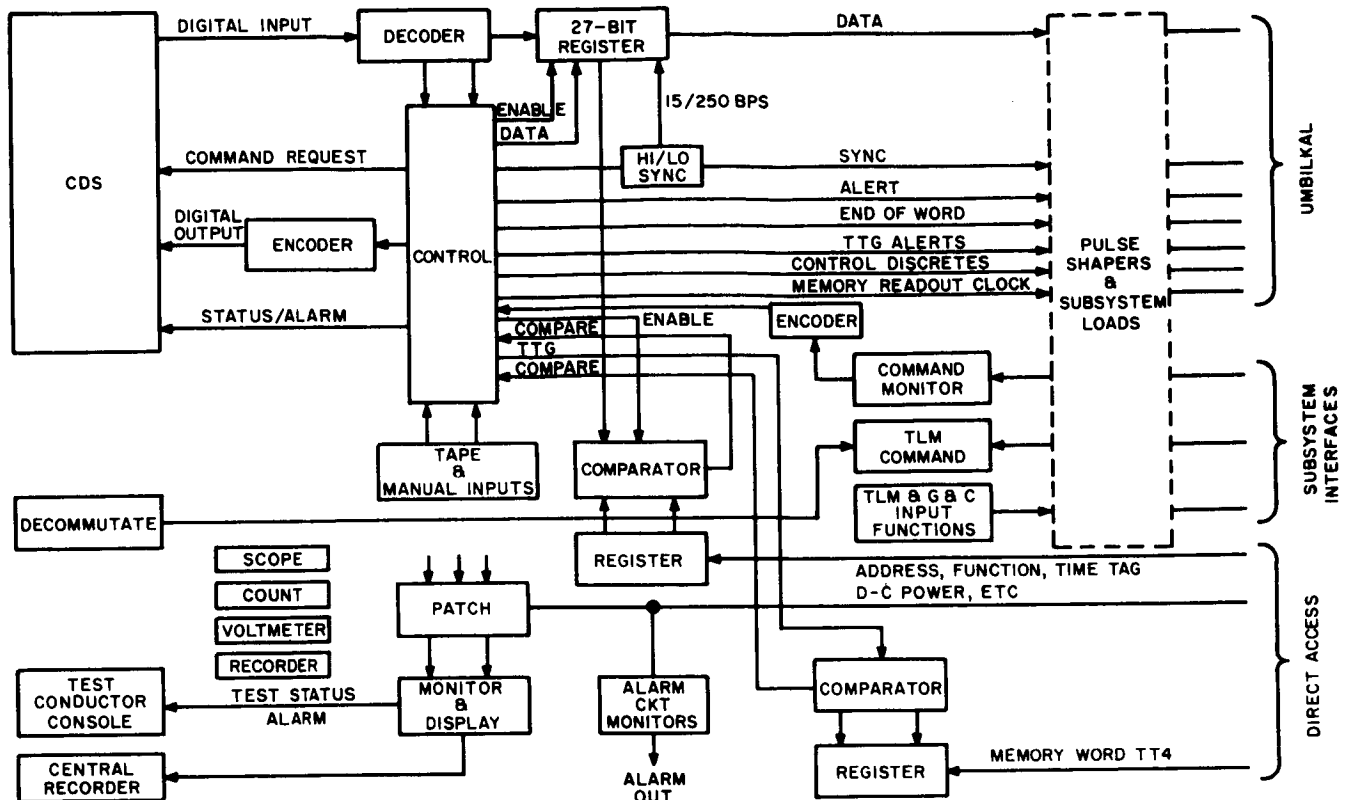 DIGITAL INPUT
DECODER
27-BIT
REGISTER
DATA
15/250 BPS
ENABLE
DATA
CDS
COMMAND REQUEST
HI/LO
SYNC
SYNC
ALERT
END OF WORD
TTG ALERTS
CONTROL DISCRETES
MEMORY READOUT CLOCK
DIGITAL
OUTPUT
ENCODER
CONTROL
STATUS/ALARM
PULSE
SHAPERS
&
SUBSYSTEM
LOADS
UMBILKAL
ENCODER
ENABLE
COMPARE
TTG
COMPARE
COMMAND
MONITOR
TLM
COMMAND
TLM & G & C
INPUT
FUNCTIONS
SUBSYSTEM
INTERFACES
TAPE
&
MANUAL INPUTS
COMPARATOR
DECOMMUTATE
REGISTER
ADDRESS, FUNCTION, TIME TAG
D-C POWER, ETC
SCOPE
COUNT
VOLTMETER
RECORDER
PATCH
TEST
CONDUCTOR
CONSOLE
TEST STATUS
ALARM
MONITOR
&
DISPLAY
ALARM
CKT
MONITORS
COMPARATOR
DIRECT ACCESS
CENTRAL
RECORDER
ALARM
OUT
REGISTER
MEMORY WORD TT4